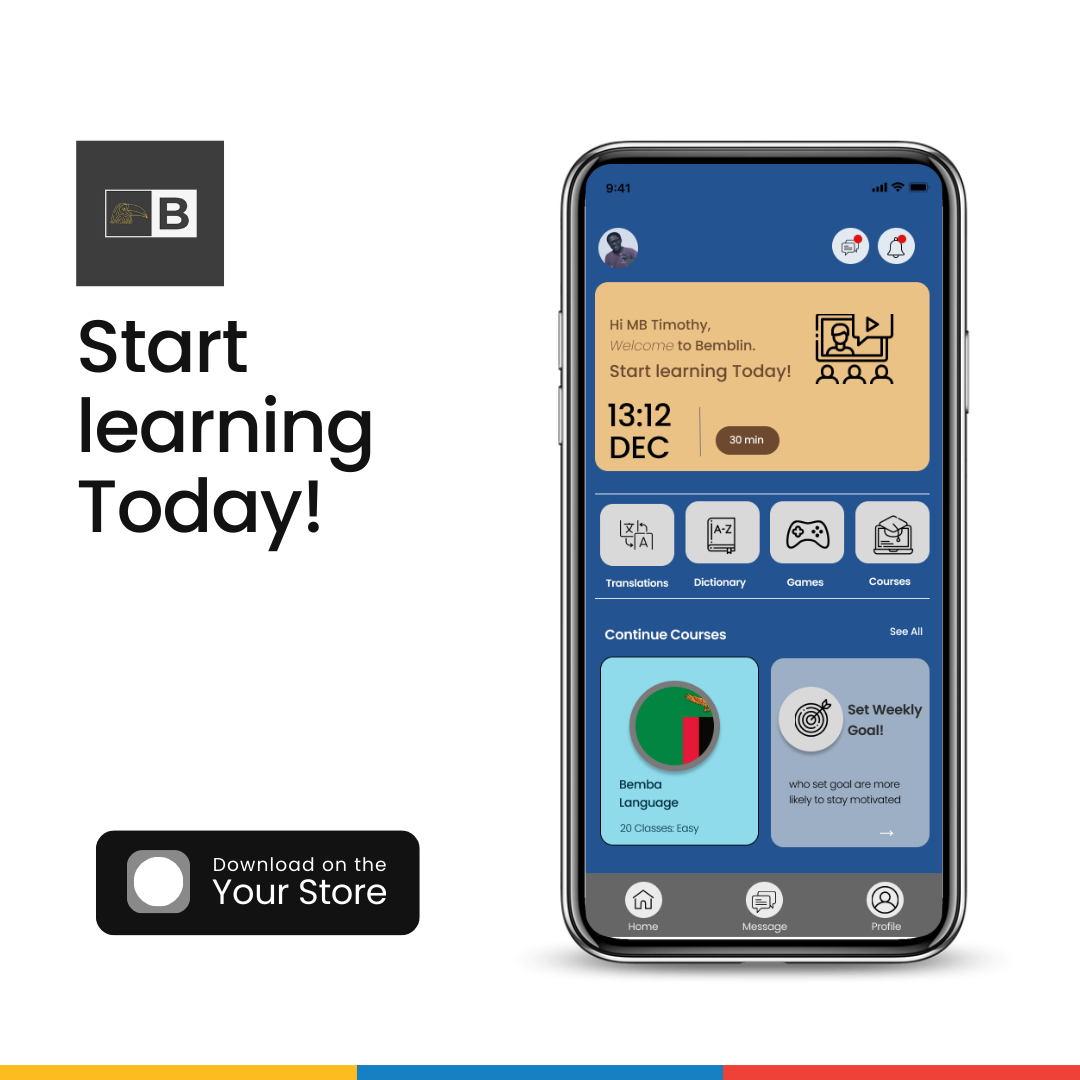 B
Start
learning
Today!
Download on the
Your Store
9:41
Hi MB Timothy,
Welcome to Bemblin.
Start learning Today!
13:12
DEC
30 min
A-Z
A
Translations
Dictionary
Games
Courses
Continue Courses
See All
Bemba
Language
20 Classes: Easy
Set Weekly
Goal!
who set goal are more
likely to stay motivated
→
Home
Message
Profile